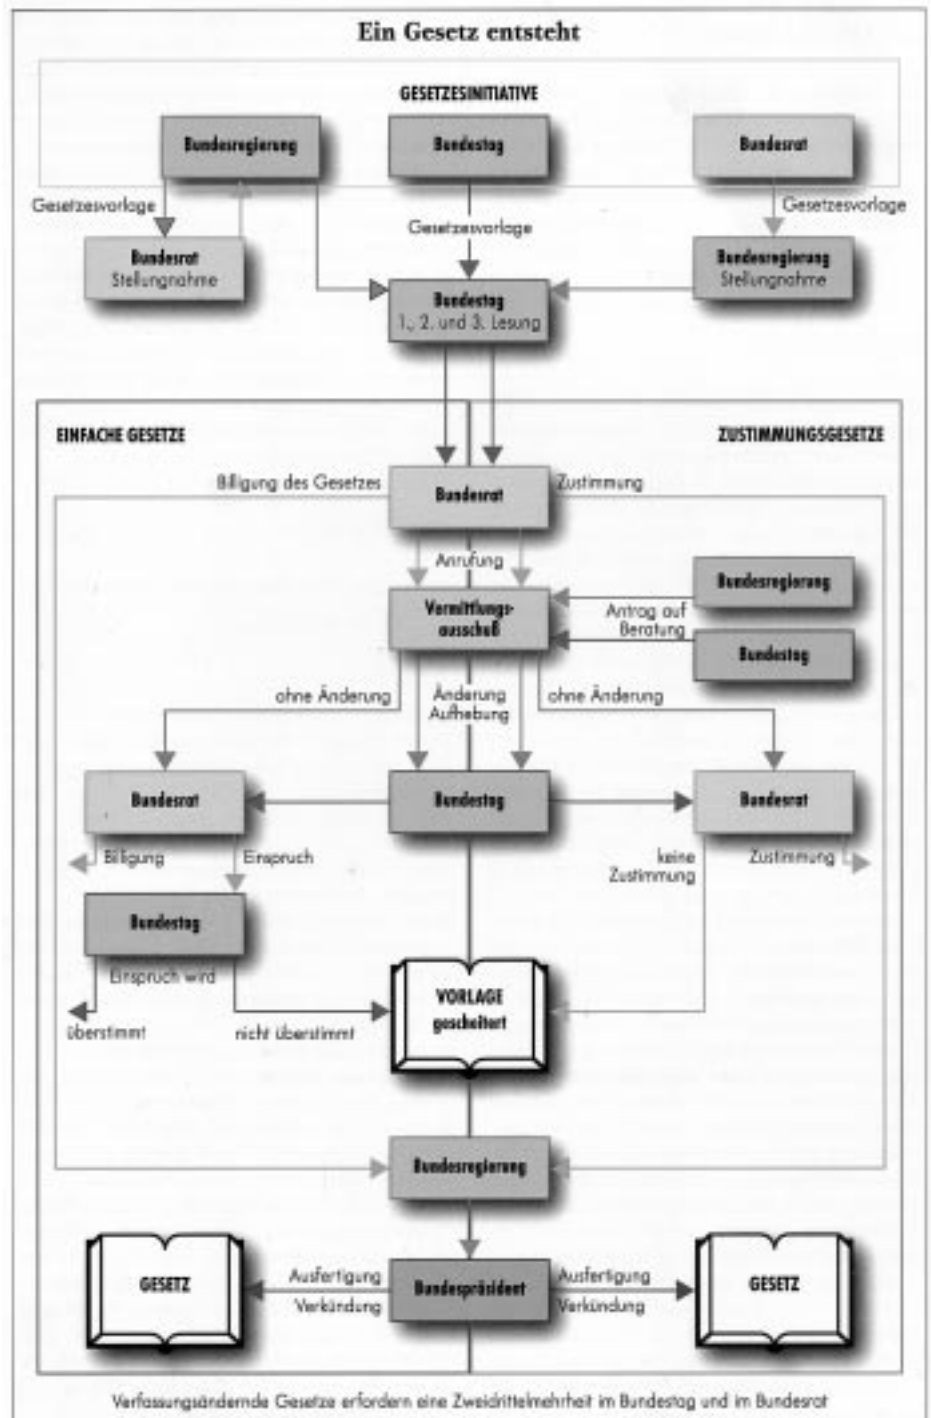 Ein Gesetz entsteht
GESETZESINITIATIVE
Bundesregierung
Bundestag
Bundesrat
Gesetzesvorlage
Gesetzesvorlage
Gesetzesvorlage
Bundesrat
Stellungnahme
Bundesregierung
Stellungnahme
Bundestag
1., 2. und 3. Lesung
EINFACHE GESETZE
ZUSTIMMUNGSGESETZE
Billigung des Gesetzes
Bundesrat
Zustimmung
Anrufung
Vermittlungs-
ausschuß
Bundesregierung
Antrag auf
Beratung
Bundestag
ohne Änderung
Änderung
Aufhebung
ohne Änderung
Bundesrat
Bundestag
Bundesrat
Billigung
Einspruch
keine
Zustimmung
Zustimmung
Bundestag
Einspruch wird
überstimmt
nicht überstimmt
VORLAGE
gescheitert
Bundesregierung
GESETZ
Ausfertigung
Verkündung
Bundespräsident
Ausfertigung
Verkündung
GESETZ
Verfassungsändernde Gesetze erfordern eine Zweidrittelmehrheit im Bundestag und im Bundesrat